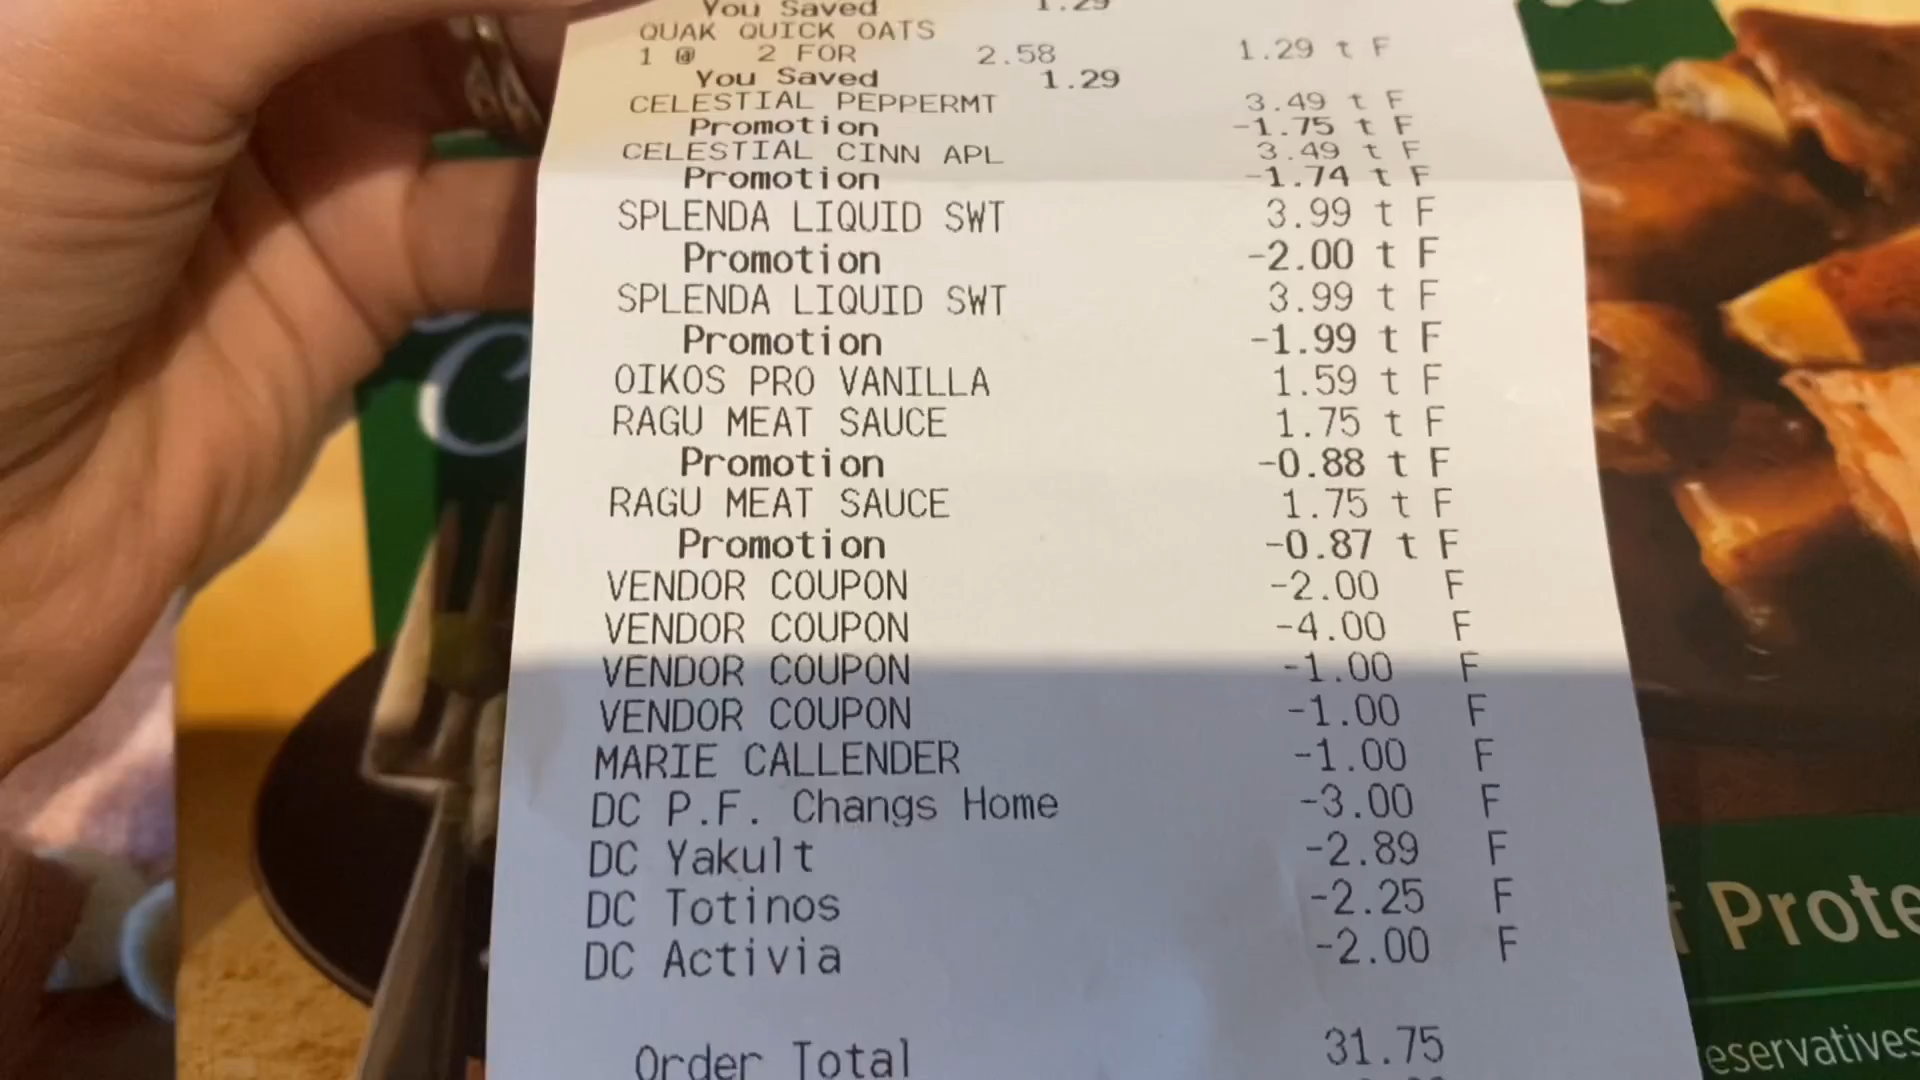 You Saved 1.29
QUAK QUICK OATS
1 @ 2 FOR 2.58 1.29 t F
You Saved 1.29
CELESTIAL PEPPERMT 3.49 t F
Promotion -1.75 t F
CELESTIAL CINN APL 3.49 t F
Promotion -1.74 t F
SPLENDA LIQUID SWT 3.99 t F
Promotion -2.00 t F
SPLENDA LIQUID SWT 3.99 t F
Promotion -1.99 t F
OIKOS PRO VANILLA 1.59 t F
RAGU MEAT SAUCE 1.75 t F
Promotion -0.88 t F
RAGU MEAT SAUCE 1.75 t F
Promotion -0.87 t F
VENDOR COUPON -2.00 F
VENDOR COUPON -4.00 F
VENDOR COUPON -1.00 F
VENDOR COUPON -1.00 F
MARIE CALLENDER -1.00 F
DC P.F. Changs Home -3.00 F
DC Yakult -2.89 F
DC Totinos -2.25 F
DC Activia -2.00 F
Order Total 31.75
f Prote
eservatives